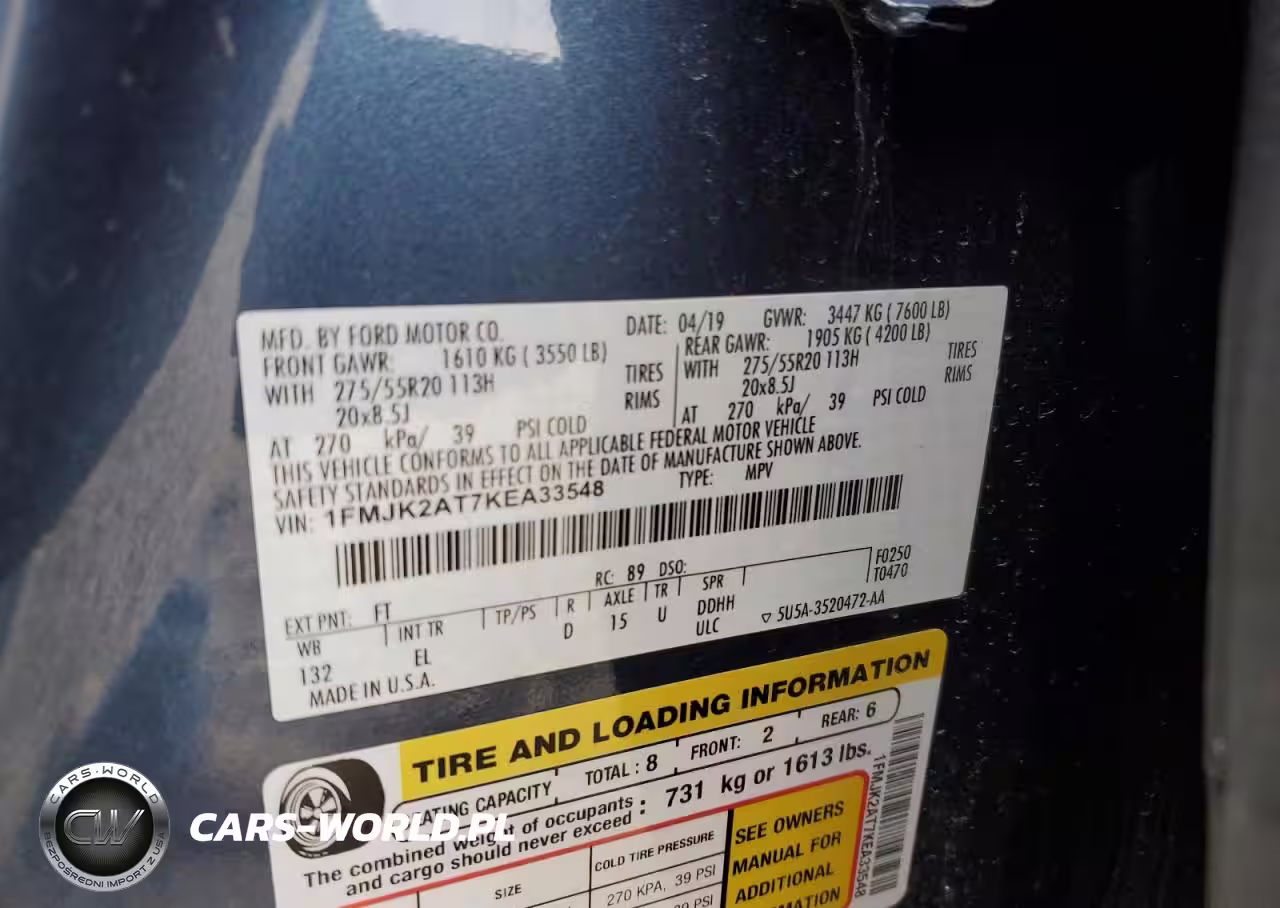 MFD. BY FORD MOTOR CO.
DATE: 04/19 GVWR: 3447 KG ( 7600 LB)
FRONT GAWR: 1610 KG ( 3550 LB)
REAR GAWR: 1905 KG ( 4200 LB)
WITH 275/55R20 113H TIRES
WITH 275/55R20 113H TIRES
20x8.5J RIMS
20x8.5J RIMS
AT 270 kPa/ 39 PSI COLD
AT 270 kPa/ 39 PSI COLD
THIS VEHICLE CONFORMS TO ALL APPLICABLE FEDERAL MOTOR VEHICLE
SAFETY STANDARDS IN EFFECT ON THE DATE OF MANUFACTURE SHOWN ABOVE.
VIN: 1FMJK2AT7KEA33548 TYPE: MPV
EXT PNT: FT RC: 89 DSO: F0250
T0470
WB INT TR TP/PS R AXLE TR SPR
132 EL D 15 U DDHH
ULC ▽ 5U5A-3520472-AA
MADE IN U.S.A.
TIRE AND LOADING INFORMATION
CAPACITY TOTAL : 8 FRONT: 2 REAR: 6
The combined weight of occupants : 731 kg or 1613 lbs.
and cargo should never exceed
SIZE COLD TIRE PRESSURE
270 KPA, 39 PSI
PSI
SEE OWNERS
MANUAL FOR
ADDITIONAL
1FMJK2AT7KEA33548
CARS-WORLD
CW
BEZPOŚREDNI IMPORT Z USA
CARS-WORLD.PL